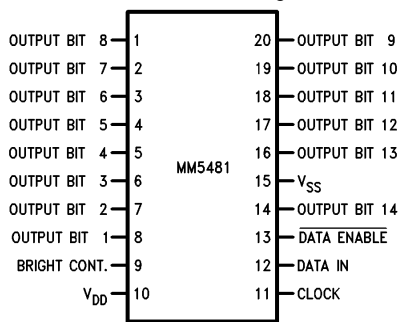 OUTPUT BIT 8 1 20 OUTPUT BIT 9
OUTPUT BIT 7 2 19 OUTPUT BIT 10
OUTPUT BIT 6 3 18 OUTPUT BIT 11
OUTPUT BIT 5 4 17 OUTPUT BIT 12
OUTPUT BIT 4 5 16 OUTPUT BIT 13
MM5481
OUTPUT BIT 3 6 15 VSS
OUTPUT BIT 2 7 14 OUTPUT BIT 14
OUTPUT BIT 1 8 13 DATA ENABLE
BRIGHT CONT. 9 12 DATA IN
VDD 10 11 CLOCK